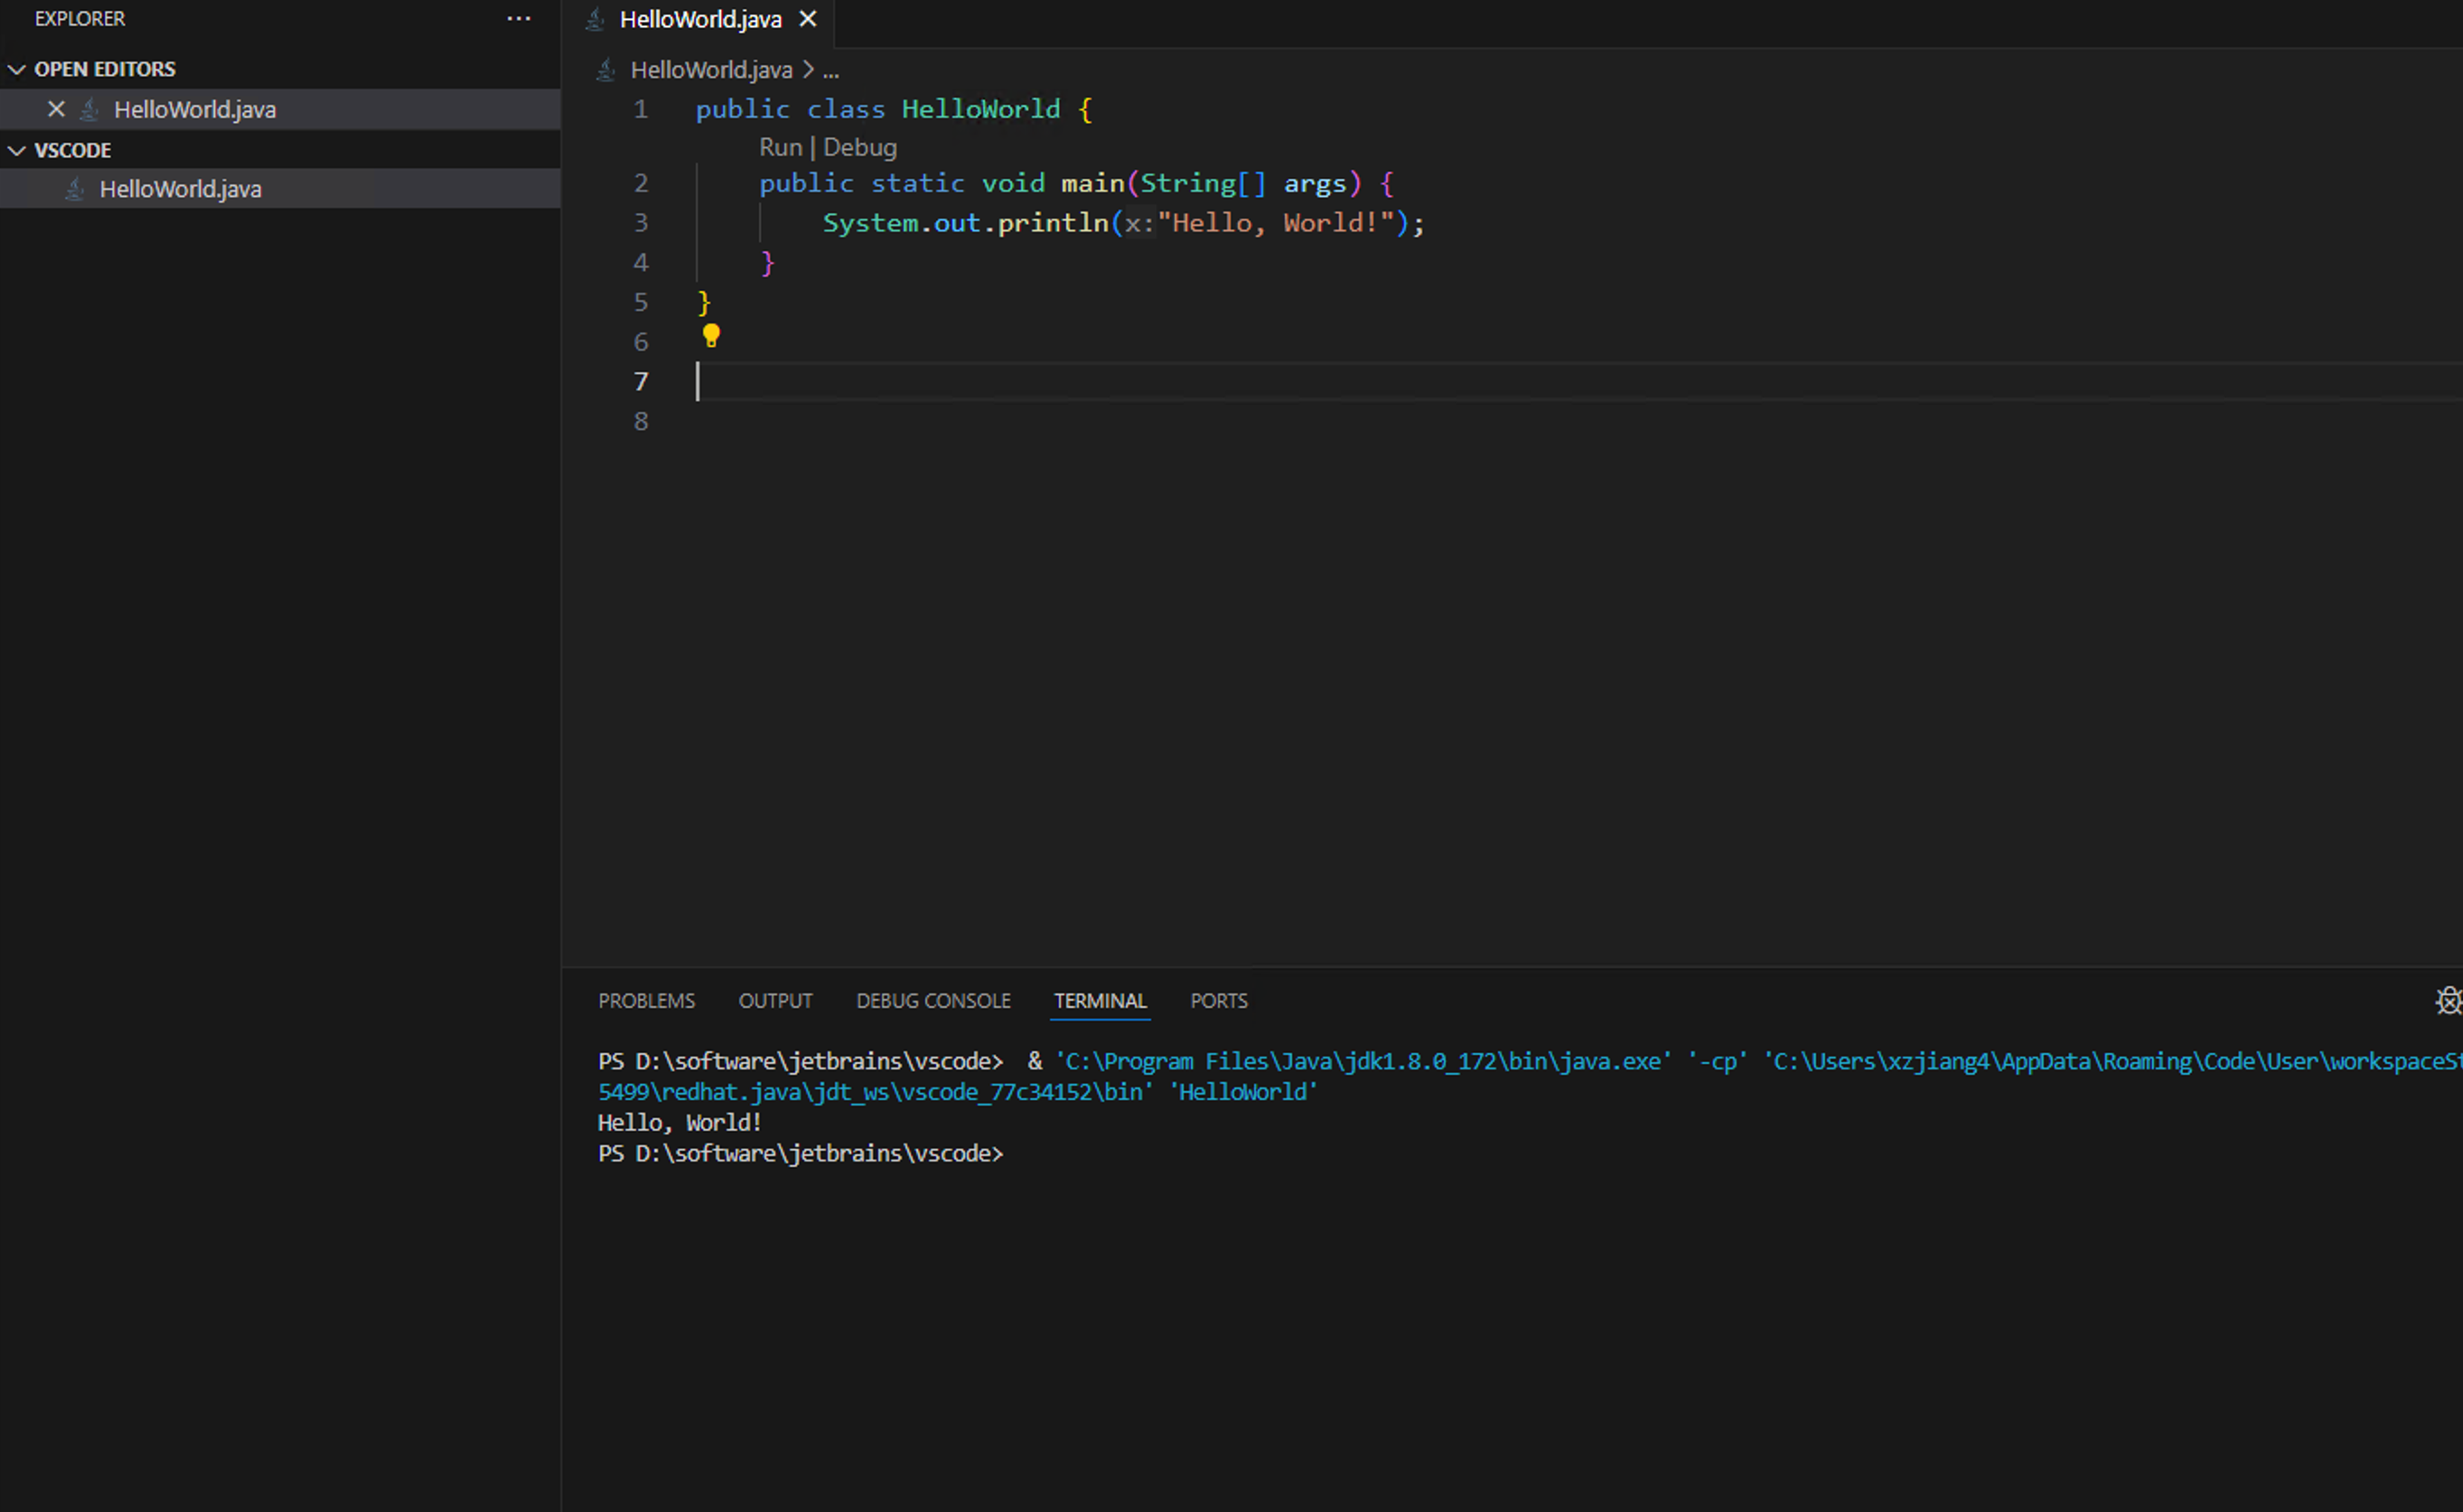 EXPLORER
OPEN EDITORS
HelloWorld.java
VSCODE
HelloWorld.java
HelloWorld.java
HelloWorld.java > ...
1 public class HelloWorld {
Run | Debug
2 public static void main(String[] args) {
3 System.out.println(x:"Hello, World!");
4 }
5 }
6
7
8
PROBLEMS OUTPUT DEBUG CONSOLE TERMINAL PORTS
PS D:\software\jetbrains\vscode> & 'C:\Program Files\Java\jdk1.8.0_172\bin\java.exe' '-cp' 'C:\Users\xzjiang4\AppData\Roaming\Code\User\workspaceSt
5499\redhat.java\jdt_ws\vscode_77c34152\bin' 'HelloWorld'
Hello, World!
PS D:\software\jetbrains\vscode>